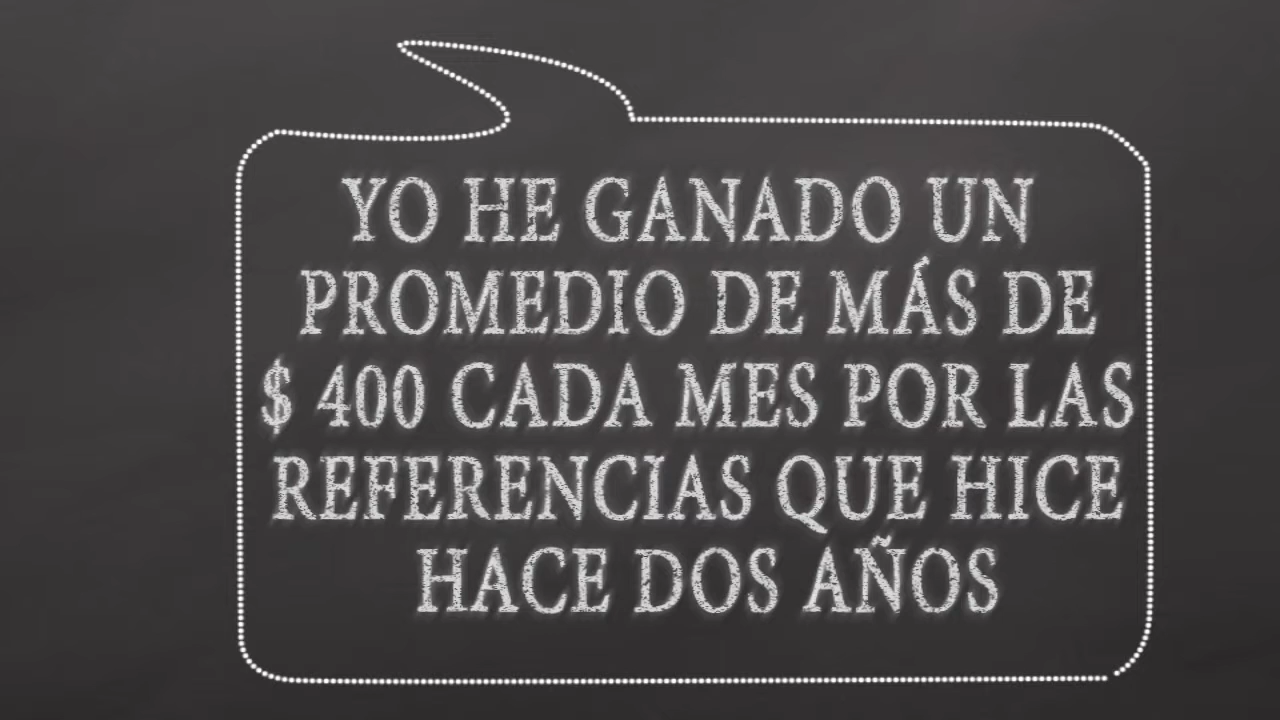 YO HE GANADO UN
PROMEDIO DE MÁS DE
$ 400 CADA MES POR LAS
REFERENCIAS QUE HICE
HACE DOS AÑOS